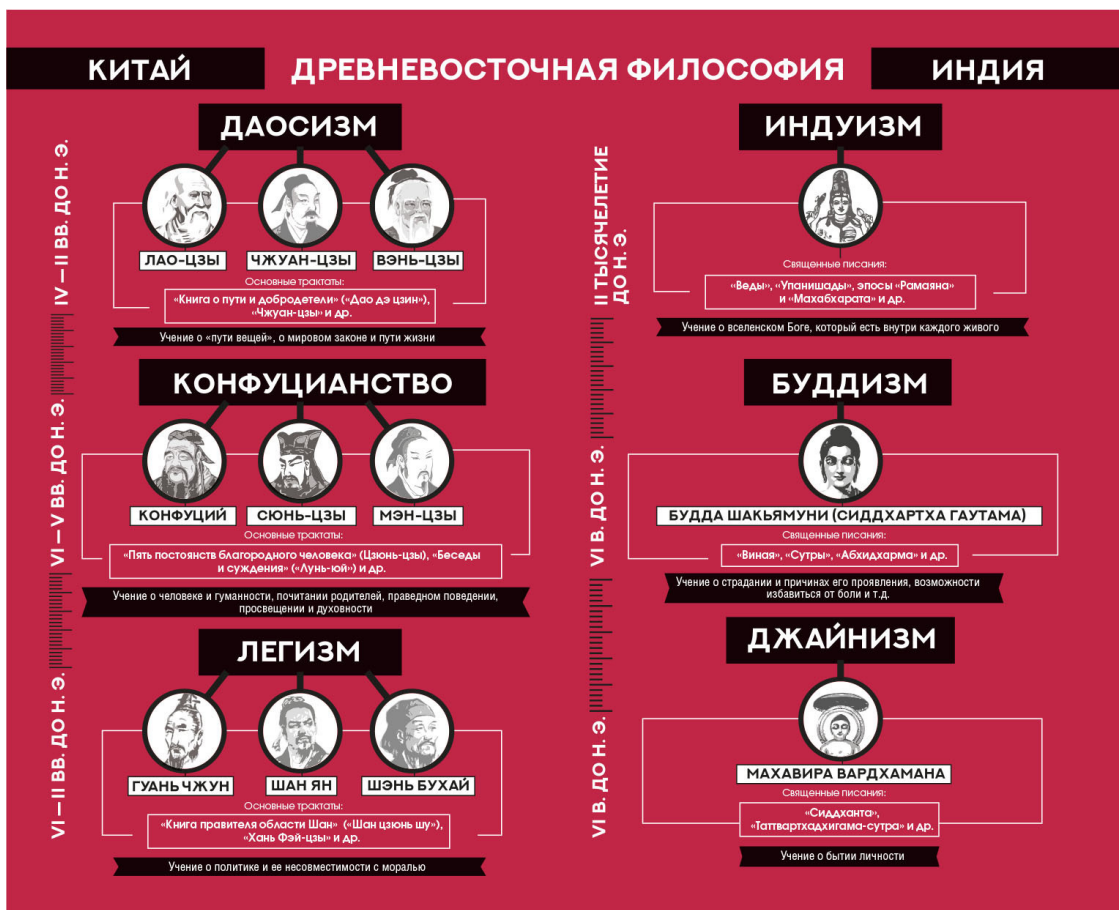 КИТАЙ
ДРЕВНЕВОСТОЧНАЯ ФИЛОСОФИЯ
ИНДИЯ
IV — II ВВ. ДО Н. Э.
ДАОСИЗМ
ЛАО-ЦЗЫ
ЧЖУАН-ЦЗЫ
ВЭНЬ-ЦЗЫ
Основные трактаты:
«Книга о пути и добродетели» («Дао дэ цзин»),
«Чжуан-цзы» и др.
Учение о «пути вещей», о мировом законе и пути жизни
VI — V ВВ. ДО Н. Э.
КОНФУЦИАНСТВО
КОНФУЦИЙ
СЮНЬ-ЦЗЫ
МЭН-ЦЗЫ
Основные трактаты:
«Пять постоянств благородного человека» (Цзюнь-цзы), «Беседы
и суждения» («Лунь-юй») и др.
Учение о человеке и гуманности, почитании родителей, праведном поведении,
просвещении и духовности
VI — II ВВ. ДО Н. Э.
ЛЕГИЗМ
ГУАНЬ ЧЖУН
ШАН ЯН
ШЭНЬ БУХАЙ
Основные трактаты:
«Книга правителя области Шан» («Шан цзюнь шу»),
«Хань Фэй-цзы» и др.
Учение о политике и ее несовместимости с моралью
II ТЫСЯЧЕЛЕТИЕ
ДО Н. Э.
ИНДУИЗМ
Священные писания:
«Веды», «Упанишады», эпосы «Рамаяна»
и «Махабхарата» и др.
Учение о вселенском Боге, который есть внутри каждого живого
VI В. ДО Н. Э.
БУДДИЗМ
БУДДА ШАКЬЯМУНИ (СИДДХАРТХА ГАУТАМА)
Священные писания:
«Виная», «Сутры», «Абхидхарма» и др.
Учение о страдании и причинах его проявления, возможности
избавиться от боли и т.д.
VI В. ДО Н. Э.
ДЖАЙНИЗМ
МАХАВИРА ВАРДХАМАНА
Священные писания:
«Сиддханта»,
«Таттвартхадхигама-сутра» и др.
Учение о бытии личности